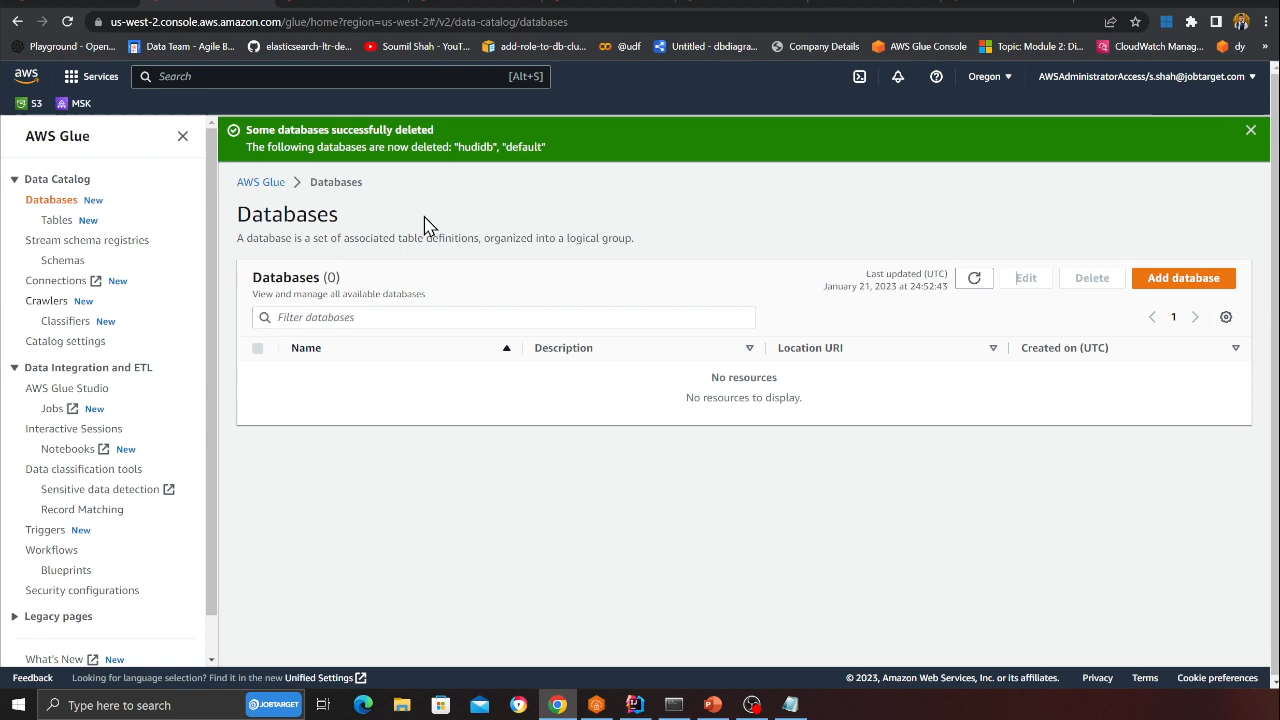 us-west-2.console.aws.amazon.com/glue/home?region=us-west-2#/v2/data-catalog/databases
Playground - Open... Data Team - Agile B... elasticsearch-ltr-de... Soumil Shah - YouT... add-role-to-db-clu... @udf Untitled - dbdiagra... Company Details AWS Glue Console Topic: Module 2: Di... CloudWatch Manag... dy »
aws Services Search [Alt+S] Oregon AWSAdministratorAccess/s.shah@jobtarget.com
S3 MSK
AWS Glue
Data Catalog
Databases New
Tables New
Stream schema registries
Schemas
Connections New
Crawlers New
Classifiers New
Catalog settings
Data Integration and ETL
AWS Glue Studio
Jobs New
Interactive Sessions
Notebooks New
Data classification tools
Sensitive data detection
Record Matching
Triggers New
Workflows
Blueprints
Security configurations
Legacy pages
What's New New
Some databases successfully deleted
The following databases are now deleted: "hudidb", "default"
AWS Glue > Databases
Databases
A database is a set of associated table definitions, organized into a logical group.
Databases (0)
View and manage all available databases
Last updated (UTC)
January 21, 2023 at 24:52:43
Edit Delete Add database
Filter databases
1
Name Description Location URI Created on (UTC)
No resources
No resources to display.
Feedback Looking for language selection? Find it in the new Unified Settings © 2023, Amazon Web Services, Inc. or its affiliates. Privacy Terms Cookie preferences
Type here to search JOBTARGET